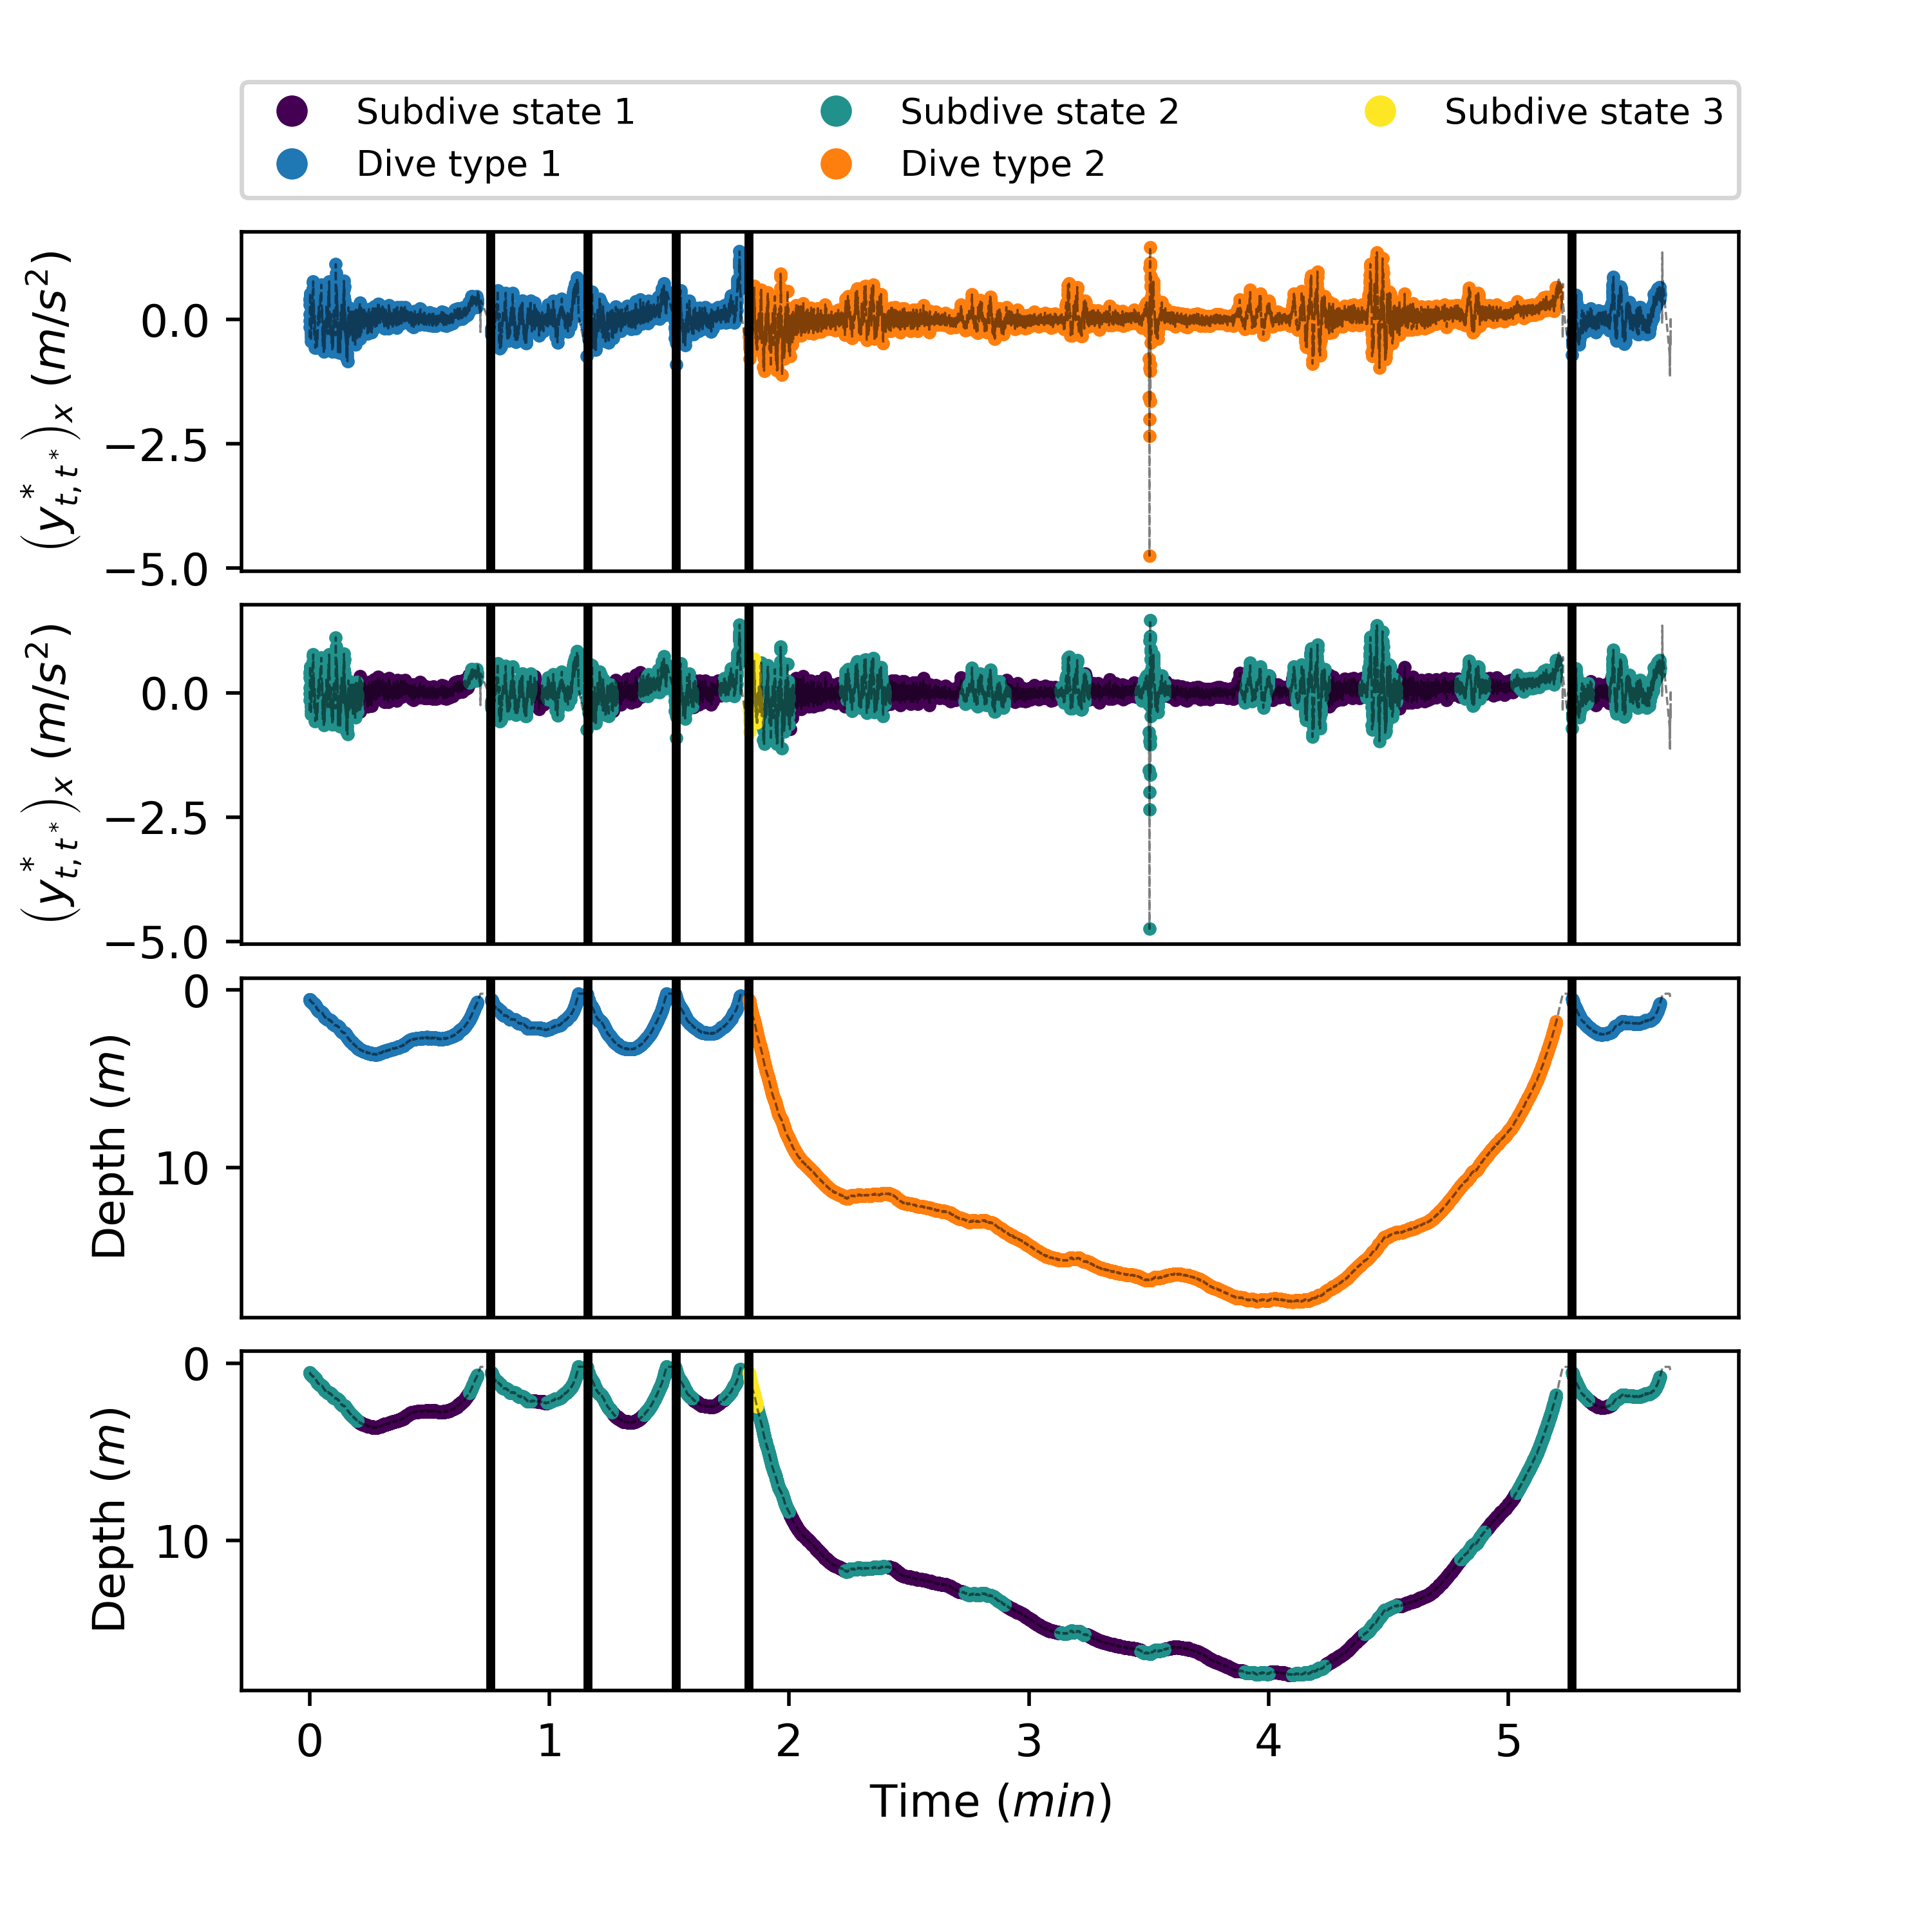 Subdive state 1 Subdive state 2 Subdive state 3
Dive type 1 Dive type 2
(y*_{t,t*})_x (m/s²)
0.0
−2.5
−5.0
(y*_{t,t*})_x (m/s²)
0.0
−2.5
−5.0
Depth (m)
0
10
Depth (m)
0
10
0 1 2 3 4 5
Time (min)